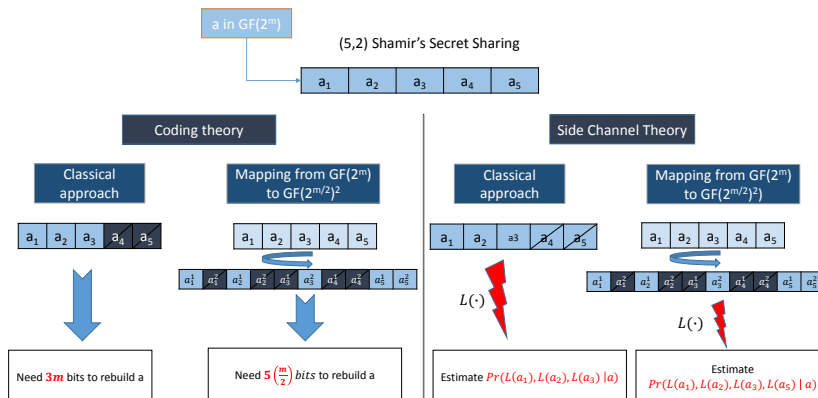 a in GF(2ᵐ)
(5,2) Shamir's Secret Sharing
a₁ a₂ a₃ a₄ a₅
Coding theory
Side Channel Theory
Classical approach
Mapping from GF(2ᵐ) to GF(2^{m/2})²
Classical approach
Mapping from GF(2ᵐ) to GF(2^{m/2})²)
a₁ a₂ a₃ a₄ a₅
a₁ a₂ a₃ a₄ a₅
a₁ a₂ a3 a₄ a₅
a₁ a₂ a₃ a₄ a₅
a₁¹ a₁² a₂¹ a₂² a₃¹ a₃² a₄¹ a₄² a₅¹ a₅²
a₁¹ a₁² a₂¹ a₂² a₃¹ a₃² a₄¹ a₄² a₅¹ a₅²
L(·)
L(·)
Need 3m bits to rebuild a
Need 5(m/2) bits to rebuild a
Estimate Pr(L(a₁), L(a₂), L(a₃) |a)
Estimate
Pr(L(a₁), L(a₂), L(a₃), L(a₅) | a)